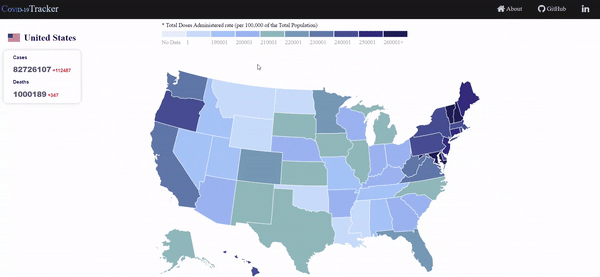 Covid-19Tracker
About
GitHub
* Total Doses Administered rate (per 100,000 of the Total Population)
No Data 1 190001 200001 210001 220001 230001 240001 250001 260001+
United States
Cases
82726107 +112487
Deaths
1000189 +347